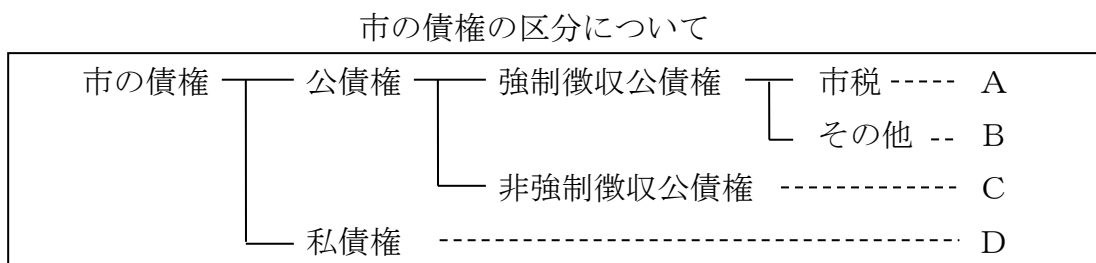 市の債権の区分について
市の債権 公債権 強制徴収公債権 市税 ----- A
その他 -- B
非強制徴収公債権 ------------ C
私債権 ----------------------------------- D